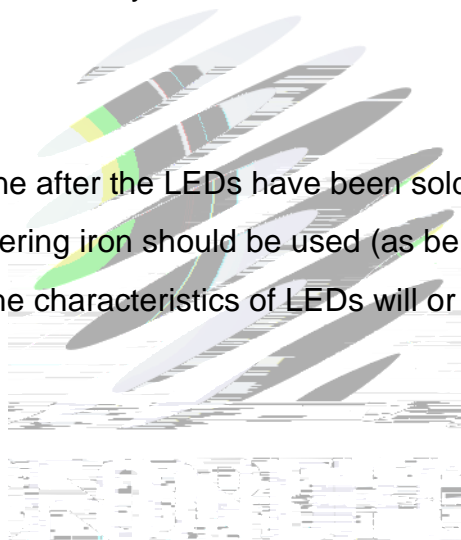 ne after the LEDs have been sold
ering iron should be used (as be
ne characteristics of LEDs will or